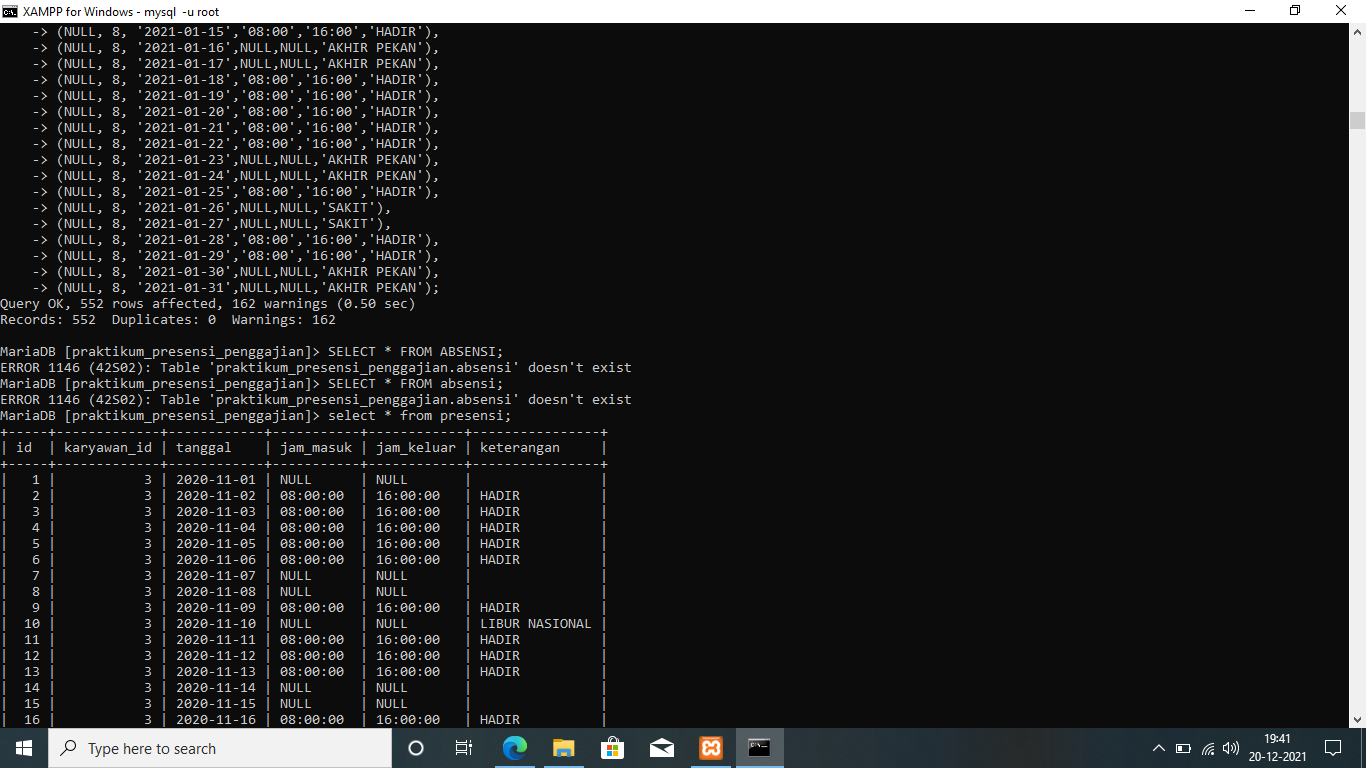 XAMPP for Windows - mysql -u root
-> (NULL, 8, '2021-01-15','08:00','16:00','HADIR'),
-> (NULL, 8, '2021-01-16',NULL,NULL,'AKHIR PEKAN'),
-> (NULL, 8, '2021-01-17',NULL,NULL,'AKHIR PEKAN'),
-> (NULL, 8, '2021-01-18','08:00','16:00','HADIR'),
-> (NULL, 8, '2021-01-19','08:00','16:00','HADIR'),
-> (NULL, 8, '2021-01-20','08:00','16:00','HADIR'),
-> (NULL, 8, '2021-01-21','08:00','16:00','HADIR'),
-> (NULL, 8, '2021-01-22','08:00','16:00','HADIR'),
-> (NULL, 8, '2021-01-23',NULL,NULL,'AKHIR PEKAN'),
-> (NULL, 8, '2021-01-24',NULL,NULL,'AKHIR PEKAN'),
-> (NULL, 8, '2021-01-25','08:00','16:00','HADIR'),
-> (NULL, 8, '2021-01-26',NULL,NULL,'SAKIT'),
-> (NULL, 8, '2021-01-27',NULL,NULL,'SAKIT'),
-> (NULL, 8, '2021-01-28','08:00','16:00','HADIR'),
-> (NULL, 8, '2021-01-29','08:00','16:00','HADIR'),
-> (NULL, 8, '2021-01-30',NULL,NULL,'AKHIR PEKAN'),
-> (NULL, 8, '2021-01-31',NULL,NULL,'AKHIR PEKAN');
Query OK, 552 rows affected, 162 warnings (0.50 sec)
Records: 552  Duplicates: 0  Warnings: 162
MariaDB [praktikum_presensi_penggajian]> SELECT * FROM ABSENSI;
ERROR 1146 (42S02): Table 'praktikum_presensi_penggajian.absensi' doesn't exist
MariaDB [praktikum_presensi_penggajian]> SELECT * FROM absensi;
ERROR 1146 (42S02): Table 'praktikum_presensi_penggajian.absensi' doesn't exist
MariaDB [praktikum_presensi_penggajian]> select * from presensi;
+-----+-------------+------------+-----------+------------+----------------+
| id | karyawan_id | tanggal | jam_masuk | jam_keluar | keterangan |
+-----+-------------+------------+-----------+------------+----------------+
| 1 | 3 | 2020-11-01 | NULL | NULL | |
| 2 | 3 | 2020-11-02 | 08:00:00 | 16:00:00 | HADIR |
| 3 | 3 | 2020-11-03 | 08:00:00 | 16:00:00 | HADIR |
| 4 | 3 | 2020-11-04 | 08:00:00 | 16:00:00 | HADIR |
| 5 | 3 | 2020-11-05 | 08:00:00 | 16:00:00 | HADIR |
| 6 | 3 | 2020-11-06 | 08:00:00 | 16:00:00 | HADIR |
| 7 | 3 | 2020-11-07 | NULL | NULL | |
| 8 | 3 | 2020-11-08 | NULL | NULL | |
| 9 | 3 | 2020-11-09 | 08:00:00 | 16:00:00 | HADIR |
| 10 | 3 | 2020-11-10 | NULL | NULL | LIBUR NASIONAL |
| 11 | 3 | 2020-11-11 | 08:00:00 | 16:00:00 | HADIR |
| 12 | 3 | 2020-11-12 | 08:00:00 | 16:00:00 | HADIR |
| 13 | 3 | 2020-11-13 | 08:00:00 | 16:00:00 | HADIR |
| 14 | 3 | 2020-11-14 | NULL | NULL | |
| 15 | 3 | 2020-11-15 | NULL | NULL | |
| 16 | 3 | 2020-11-16 | 08:00:00 | 16:00:00 | HADIR |
Type here to search
19:41
20-12-2021